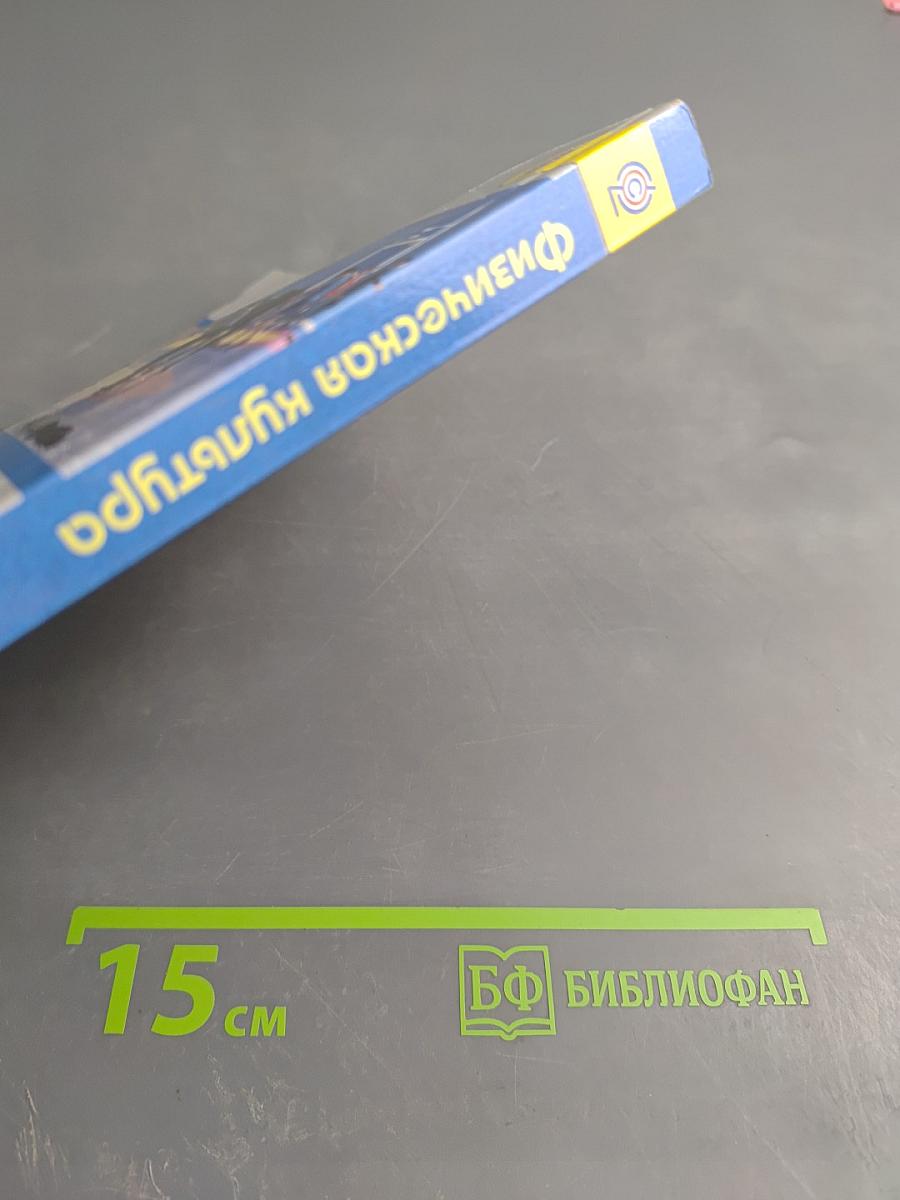 Физическая культура
15 см
БФ БИБЛИОФАН